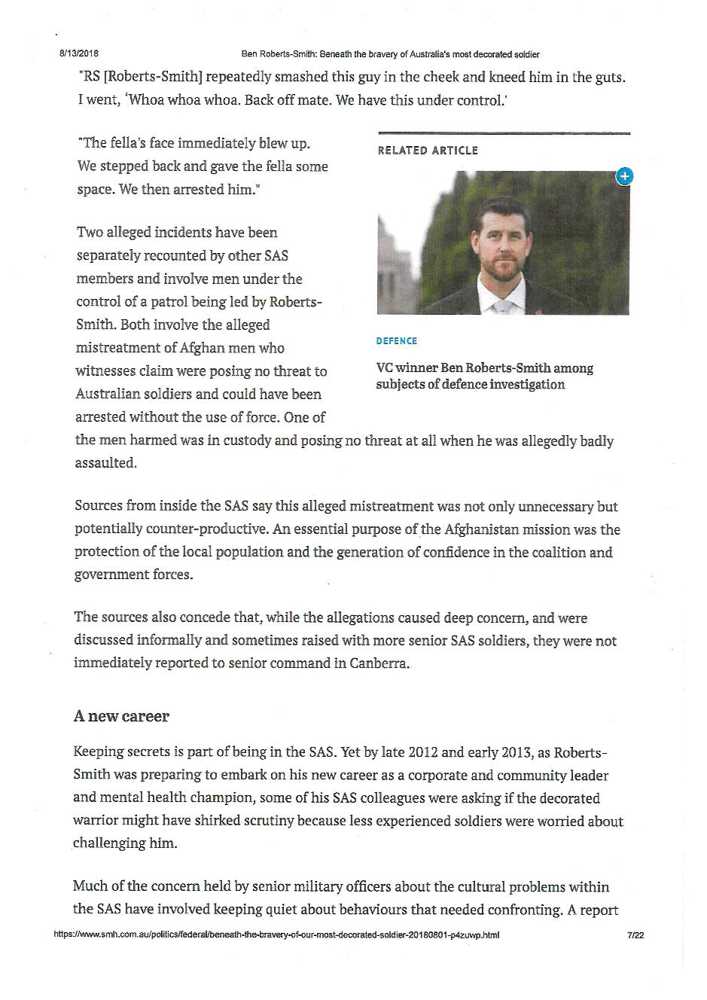 8/13/2018
Ben Roberts-Smith: Beneath the bravery of Australia's most decorated soldier
"RS [Roberts-Smith] repeatedly smashed this guy in the cheek and kneed him in the guts.
I went, 'Whoa whoa whoa. Back off mate. We have this under control.'
"The fella's face immediately blew up.
We stepped back and gave the fella some
space. We then arrested him."
Two alleged incidents have been
separately recounted by other SAS
members and involve men under the
control of a patrol being led by Roberts-
Smith. Both involve the alleged
mistreatment of Afghan men who
witnesses claim were posing no threat to
Australian soldiers and could have been
arrested without the use of force. One of
the men harmed was in custody and posing no threat at all when he was allegedly badly
assaulted.
RELATED ARTICLE
+
DEFENCE
VC winner Ben Roberts-Smith among
subjects of defence investigation
Sources from inside the SAS say this alleged mistreatment was not only unnecessary but
potentially counter-productive. An essential purpose of the Afghanistan mission was the
protection of the local population and the generation of confidence in the coalition and
government forces.
The sources also concede that, while the allegations caused deep concern, and were
discussed informally and sometimes raised with more senior SAS soldiers, they were not
immediately reported to senior command in Canberra.
A new career
Keeping secrets is part of being in the SAS. Yet by late 2012 and early 2013, as Roberts-
Smith was preparing to embark on his new career as a corporate and community leader
and mental health champion, some of his SAS colleagues were asking if the decorated
warrior might have shirked scrutiny because less experienced soldiers were worried about
challenging him.
Much of the concern held by senior military officers about the cultural problems within
the SAS have involved keeping quiet about behaviours that needed confronting. A report
https://www.smh.com.au/politics/federal/beneath-the-bravery-of-our-most-decorated-soldier-20180801-p4zuwp.html
7/22